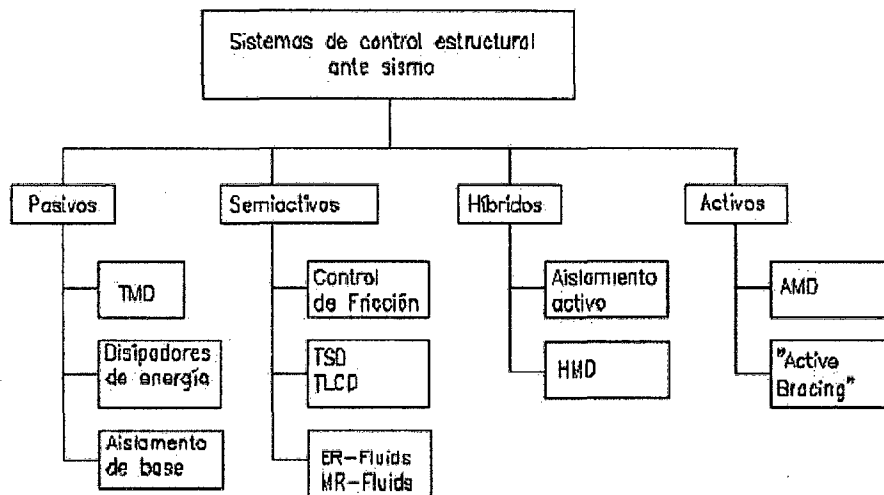 Sistemas de control estructural
ante sismo
Pasivos
Semiactivos
Híbridos
Activos
TMD
Disipadores
de energía
Aislamento
de base
Control
de Fricción
TSD
TLCD
ER-Fluids
MR-Fluids
Aislamiento
activo
HMD
AMD
"Active
Bracing"